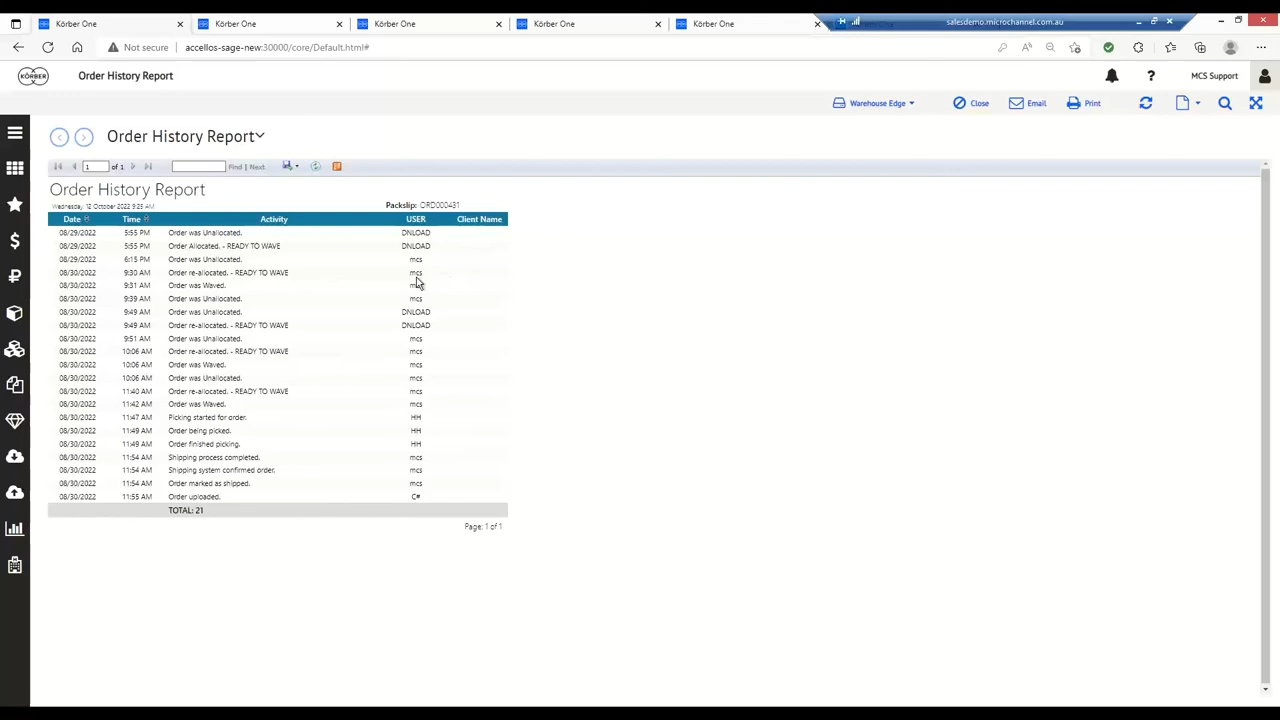 Körber One Körber One Körber One Körber One Körber One salesdemo.microchannel.com.au
Not secure accellos-sage-new:30000/core/Default.html#
KÖRBER Order History Report MCS Support
Warehouse Edge Close Email Print
Order History Report
1 of 1 Find | Next
Order History Report
Wednesday, 12 October 2022 9:25 AM Packslip: ORD000431
Date Time Activity USER Client Name
08/29/2022 5:55 PM Order was Unallocated. DNLOAD
08/29/2022 5:55 PM Order Allocated. - READY TO WAVE DNLOAD
08/29/2022 6:15 PM Order was Unallocated. mcs
08/30/2022 9:30 AM Order re-allocated. - READY TO WAVE mcs
08/30/2022 9:31 AM Order was Waved.
08/30/2022 9:39 AM Order was Unallocated. mcs
08/30/2022 9:49 AM Order was Unallocated. DNLOAD
08/30/2022 9:49 AM Order re-allocated. - READY TO WAVE DNLOAD
08/30/2022 9:51 AM Order was Unallocated. mcs
08/30/2022 10:06 AM Order re-allocated. - READY TO WAVE mcs
08/30/2022 10:06 AM Order was Waved. mcs
08/30/2022 10:06 AM Order was Unallocated. mcs
08/30/2022 11:40 AM Order re-allocated. - READY TO WAVE mcs
08/30/2022 11:42 AM Order was Waved. mcs
08/30/2022 11:47 AM Picking started for order. HH
08/30/2022 11:49 AM Order being picked. HH
08/30/2022 11:49 AM Order finished picking. HH
08/30/2022 11:54 AM Shipping process completed. mcs
08/30/2022 11:54 AM Shipping system confirmed order. mcs
08/30/2022 11:54 AM Order marked as shipped. mcs
08/30/2022 11:55 AM Order uploaded. C#
TOTAL: 21
Page: 1 of 1